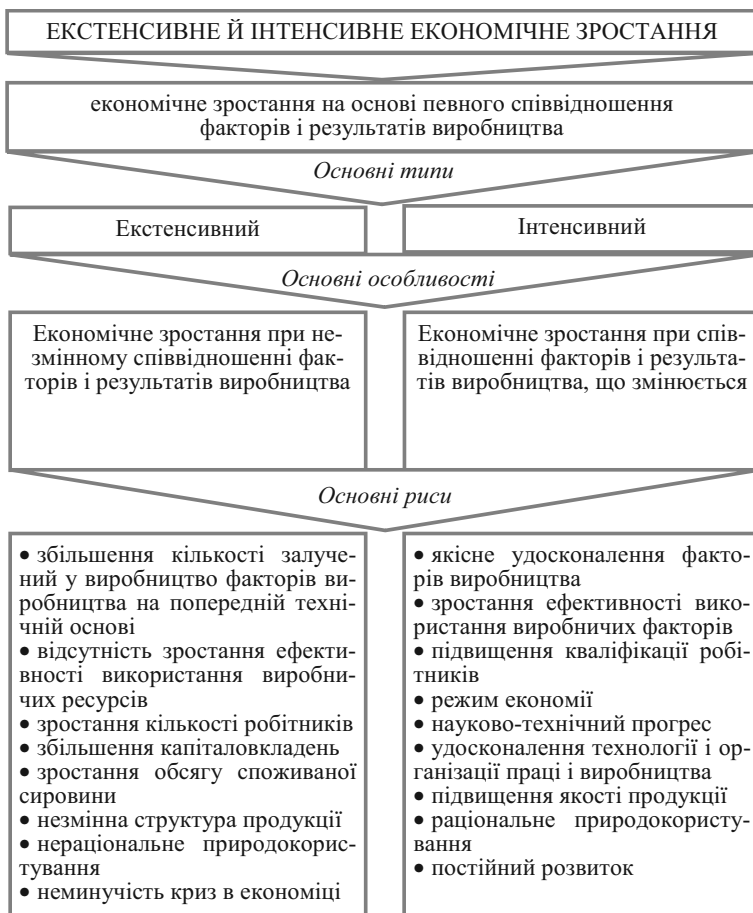 ЕКСТЕНСИВНЕ Й ІНТЕНСИВНЕ ЕКОНОМІЧНЕ ЗРОСТАННЯ
економічне зростання на основі певного співвідношення
факторів і результатів виробництва
Основні типи
Екстенсивний
Інтенсивний
Основні особливості
Економічне зростання при не-
змінному співвідношенні фак-
торів і результатів виробництва
Економічне зростання при спів-
відношенні факторів і результа-
тів виробництва, що змінюється
Основні риси
• збільшення кількості залуче-
ний у виробництво факторів ви-
робництва на попередній техні-
чній основі
• відсутність зростання ефек-
тивності використання виробни-
чих ресурсів
• зростання кількості робітників
• збільшення капіталовкладень
• зростання обсягу споживаної
сировини
• незмінна структура продукції
• нераціональне природокорис-
тування
• неминучість криз в економіці
• якісне удосконалення факто-
рів виробництва
• зростання ефективності вико-
ристання виробничих факторів
• підвищення кваліфікації робі-
тників
• режим економії
• науково-технічний прогрес
• удосконалення технології і ор-
ганізації праці і виробництва
• підвищення якості продукції
• раціональне природокористу-
вання
• постійний розвиток